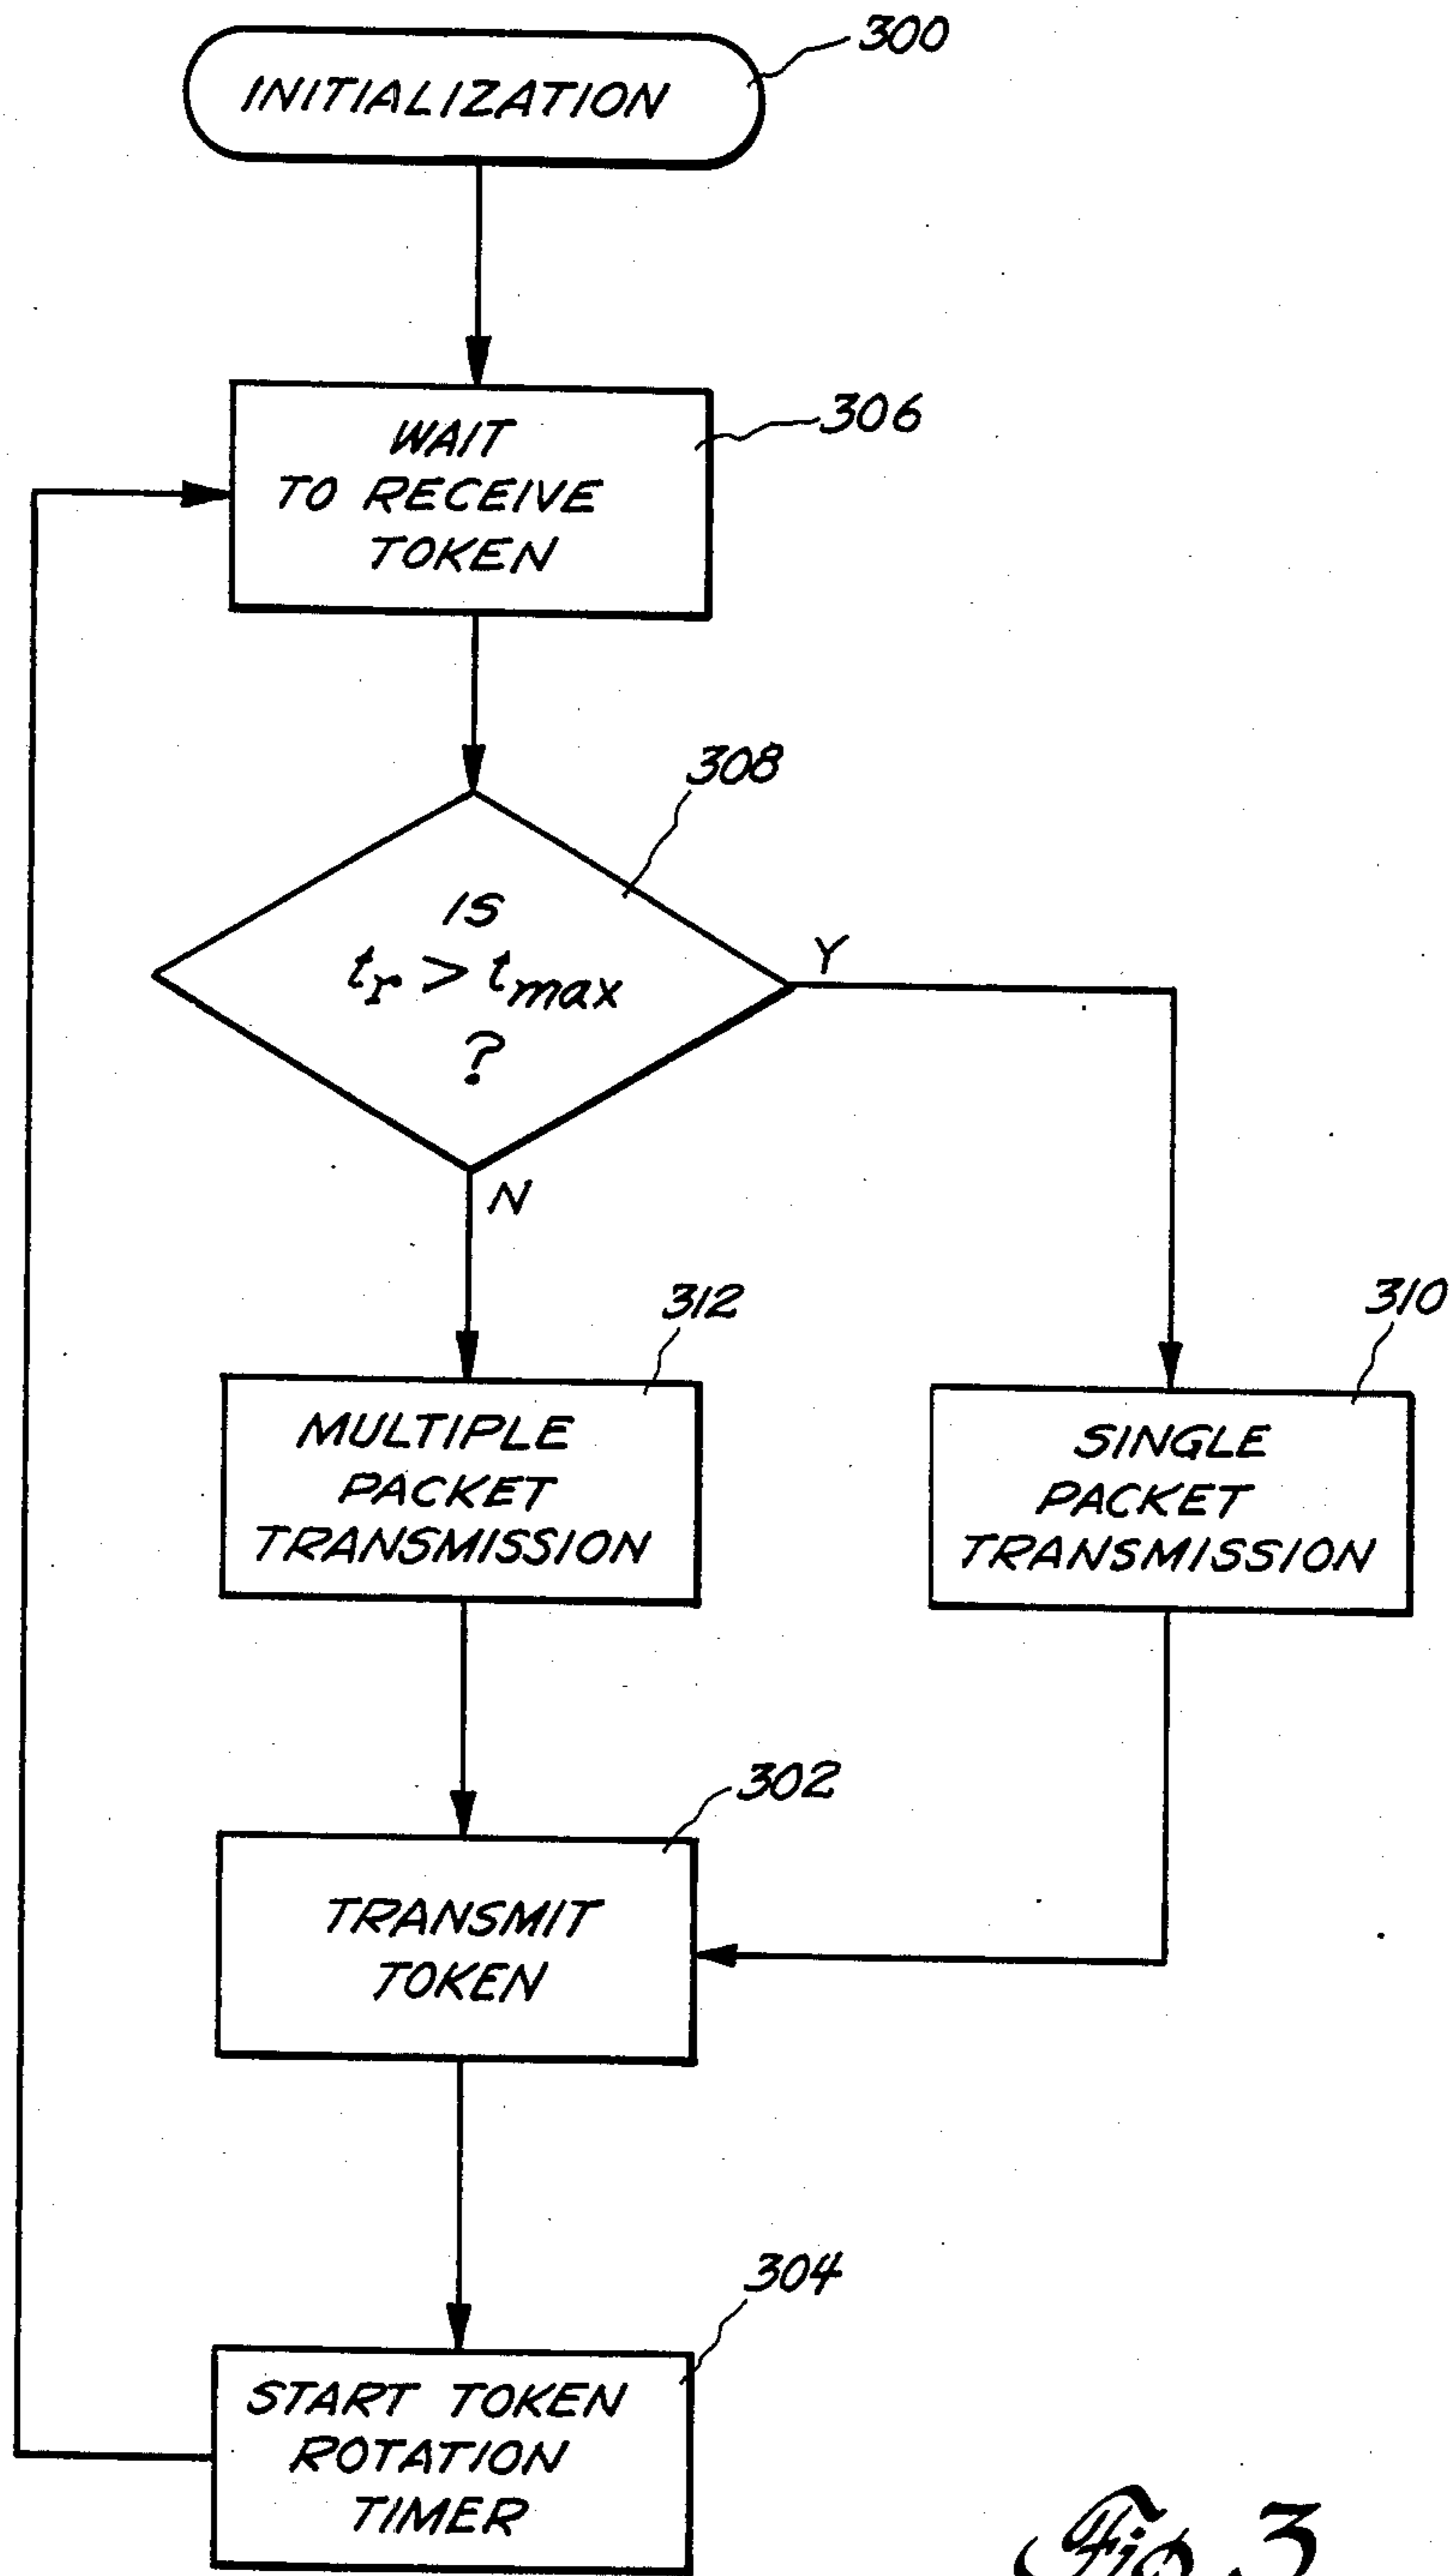 300
INITIALIZATION
306
WAIT
TO RECEIVE
TOKEN
308
IS
tr > tmax
?
Y
N
312
MULTIPLE
PACKET
TRANSMISSION
310
SINGLE
PACKET
TRANSMISSION
302
TRANSMIT
TOKEN
304
START TOKEN
ROTATION
TIMER
Fig. 3